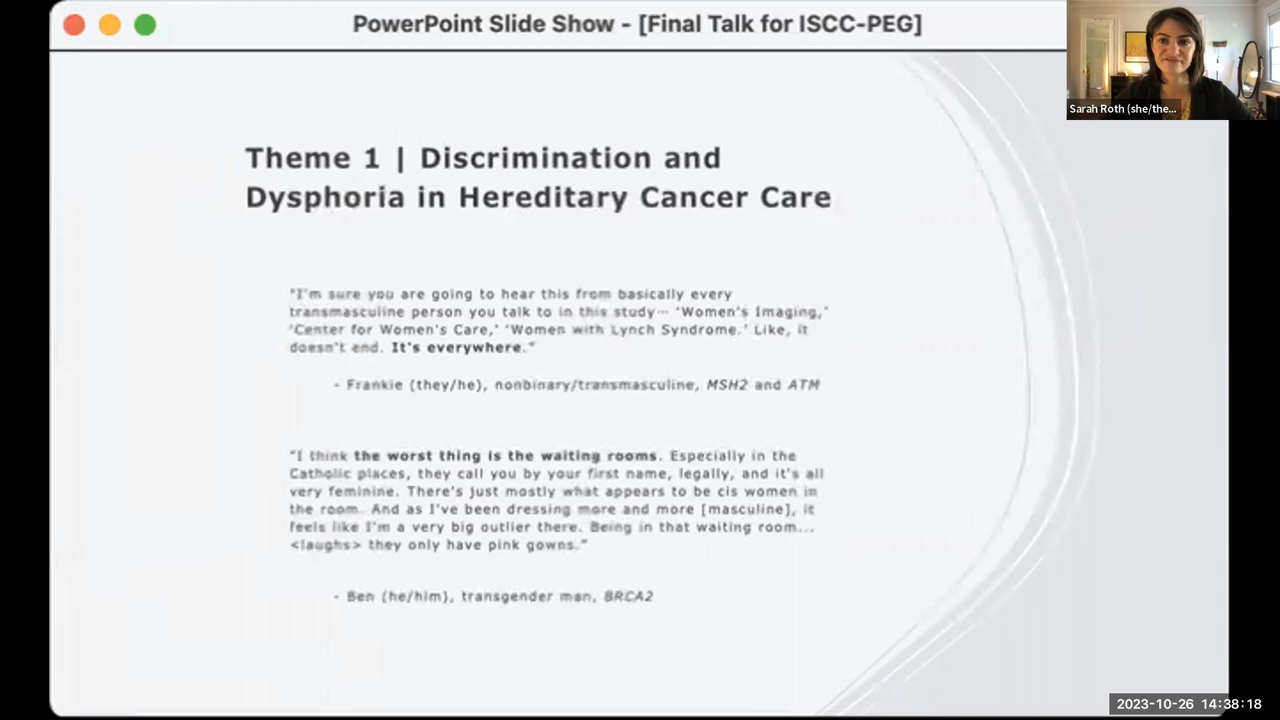 PowerPoint Slide Show - [Final Talk for ISCC-PEG]
Sarah Roth (she/the...
Theme 1 | Discrimination and
Dysphoria in Hereditary Cancer Care
"I'm sure you are going to hear this from basically every
transmasculine person you talk to in this study… 'Women's Imaging,'
'Center for Women's Care,' 'Women with Lynch Syndrome.' Like, it
doesn't end. It's everywhere."
- Frankie (they/he), nonbinary/transmasculine, MSH2 and ATM
"I think the worst thing is the waiting rooms. Especially in the
Catholic places, they call you by your first name, legally, and it's all
very feminine. There's just mostly what appears to be cis women in
the room. And as I've been dressing more and more [masculine], it
feels like I'm a very big outlier there. Being in that waiting room...
<laughs> they only have pink gowns."
- Ben (he/him), transgender man, BRCA2
2023-10-26 14:38:18